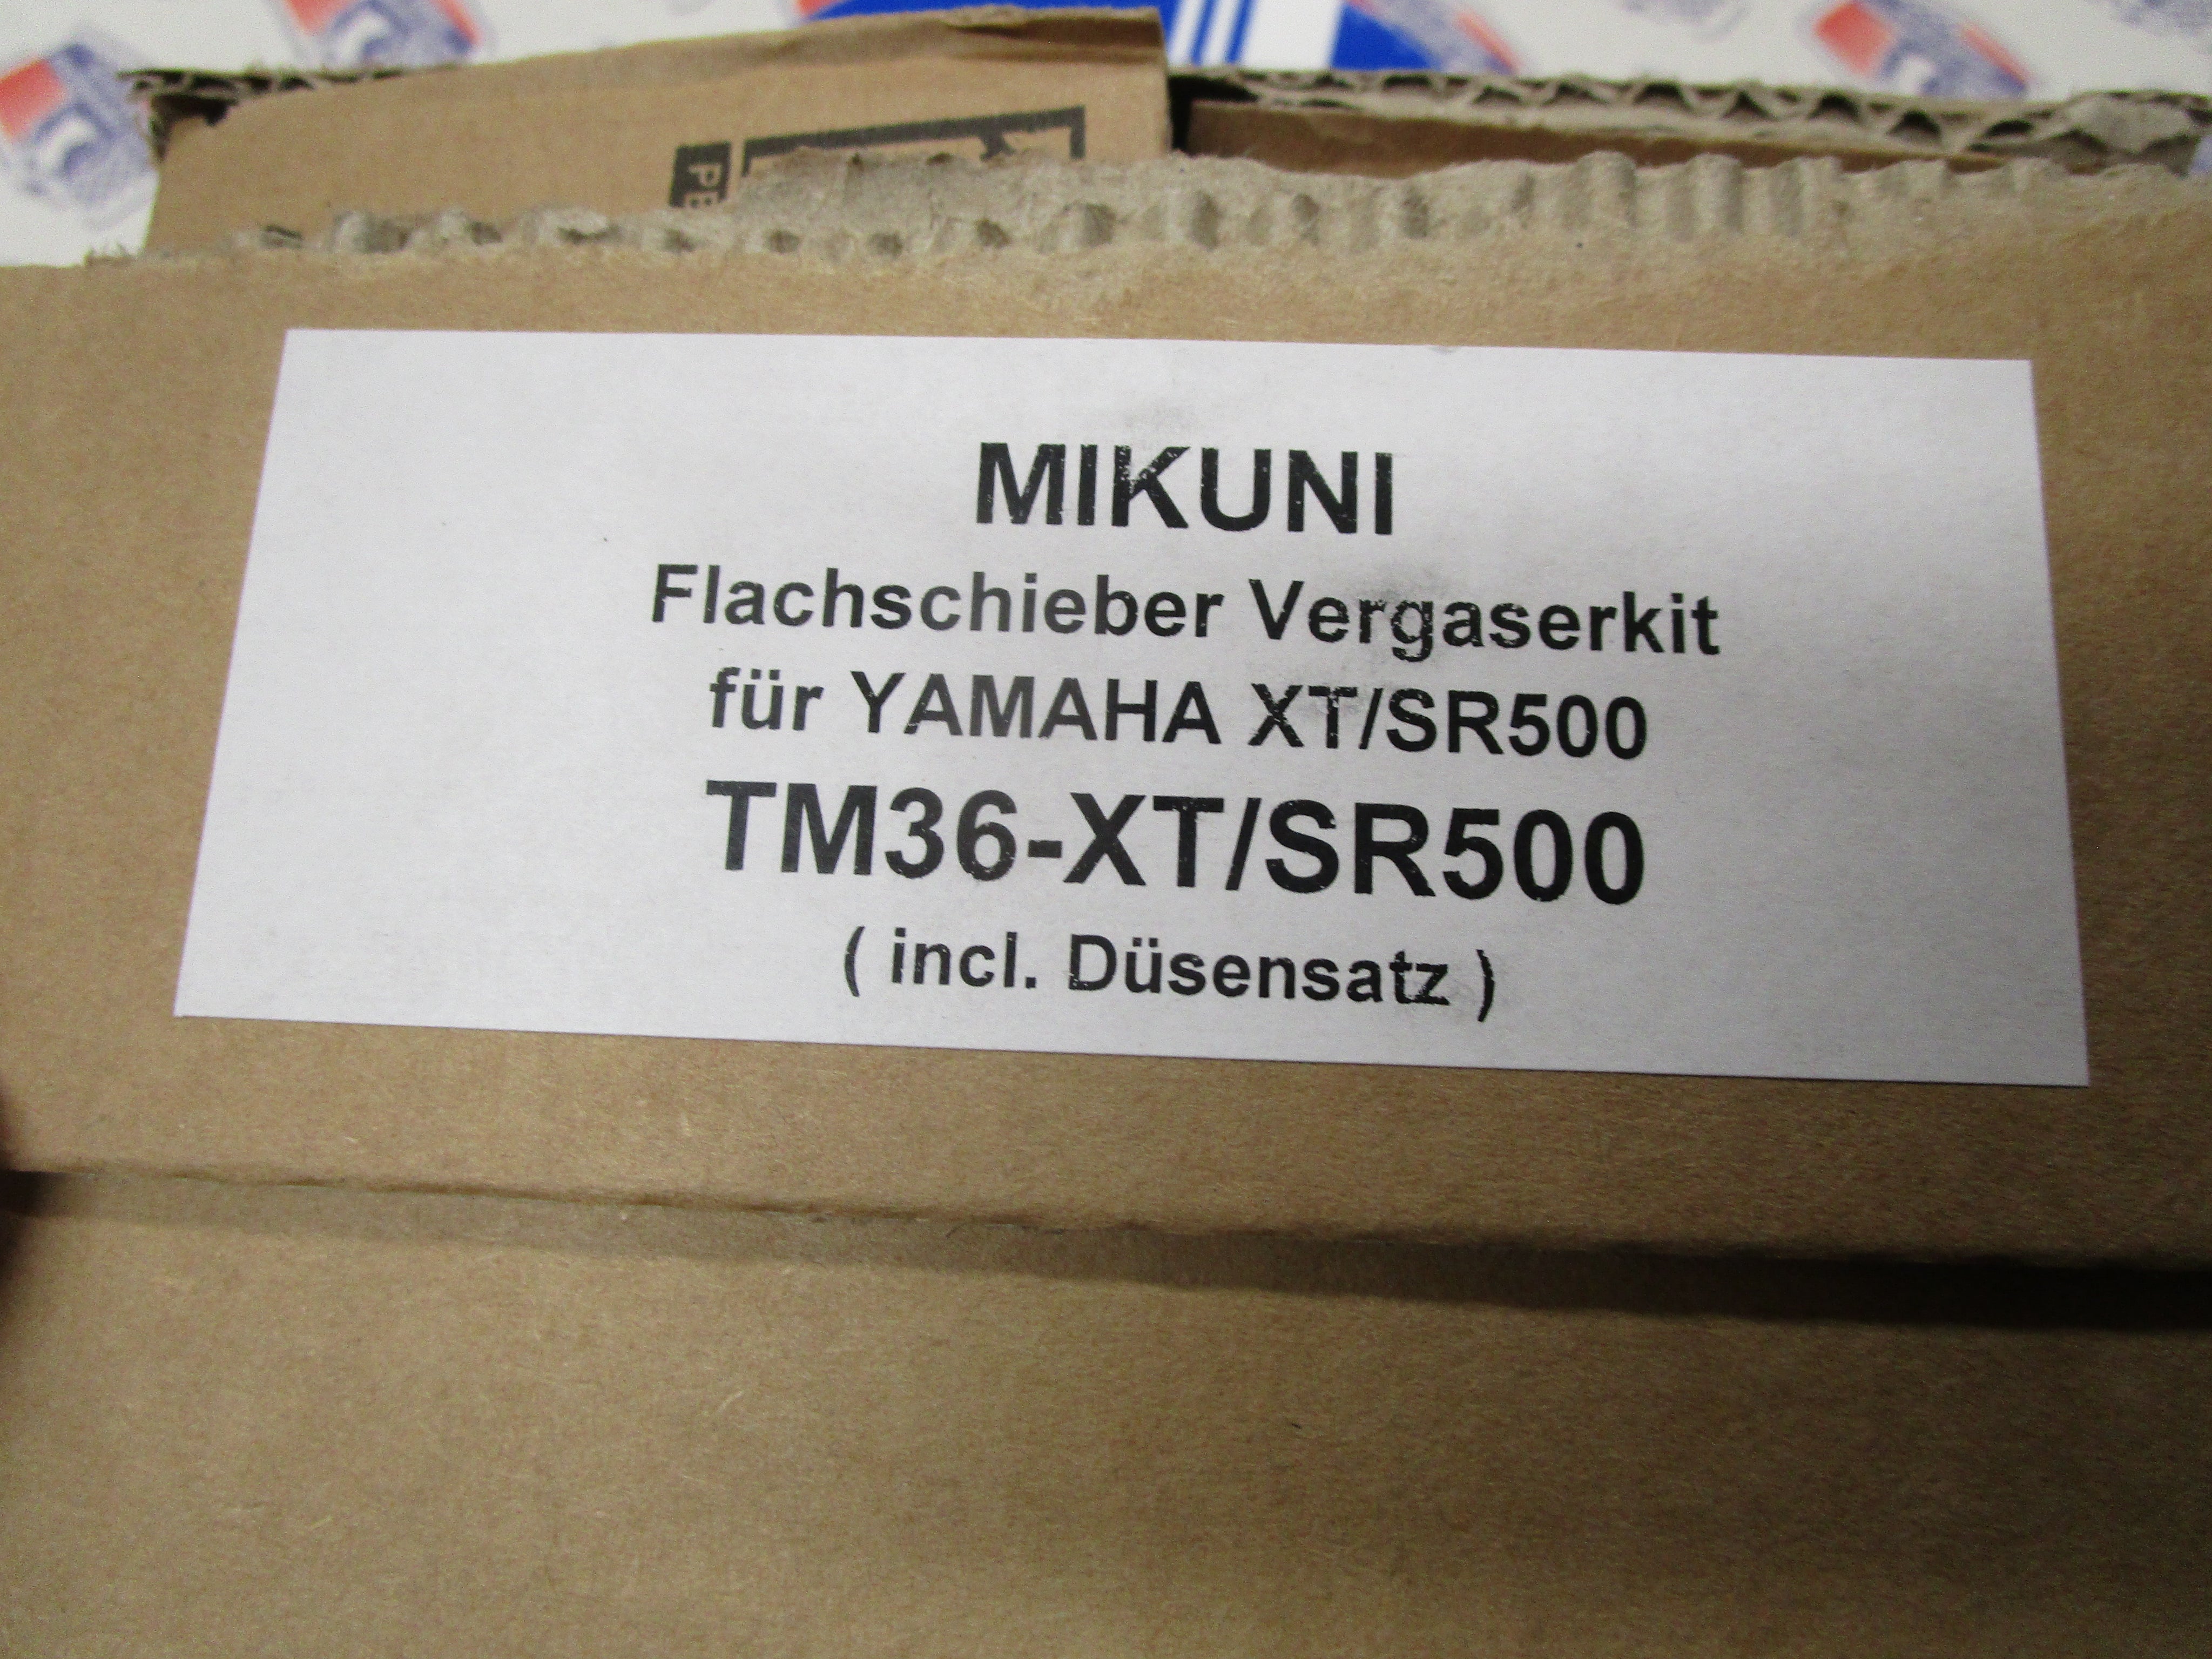 MIKUNI
Flachschieber Vergaserkit
für YAMAHA XT/SR500
TM36-XT/SR500
( incl. Düsensatz )